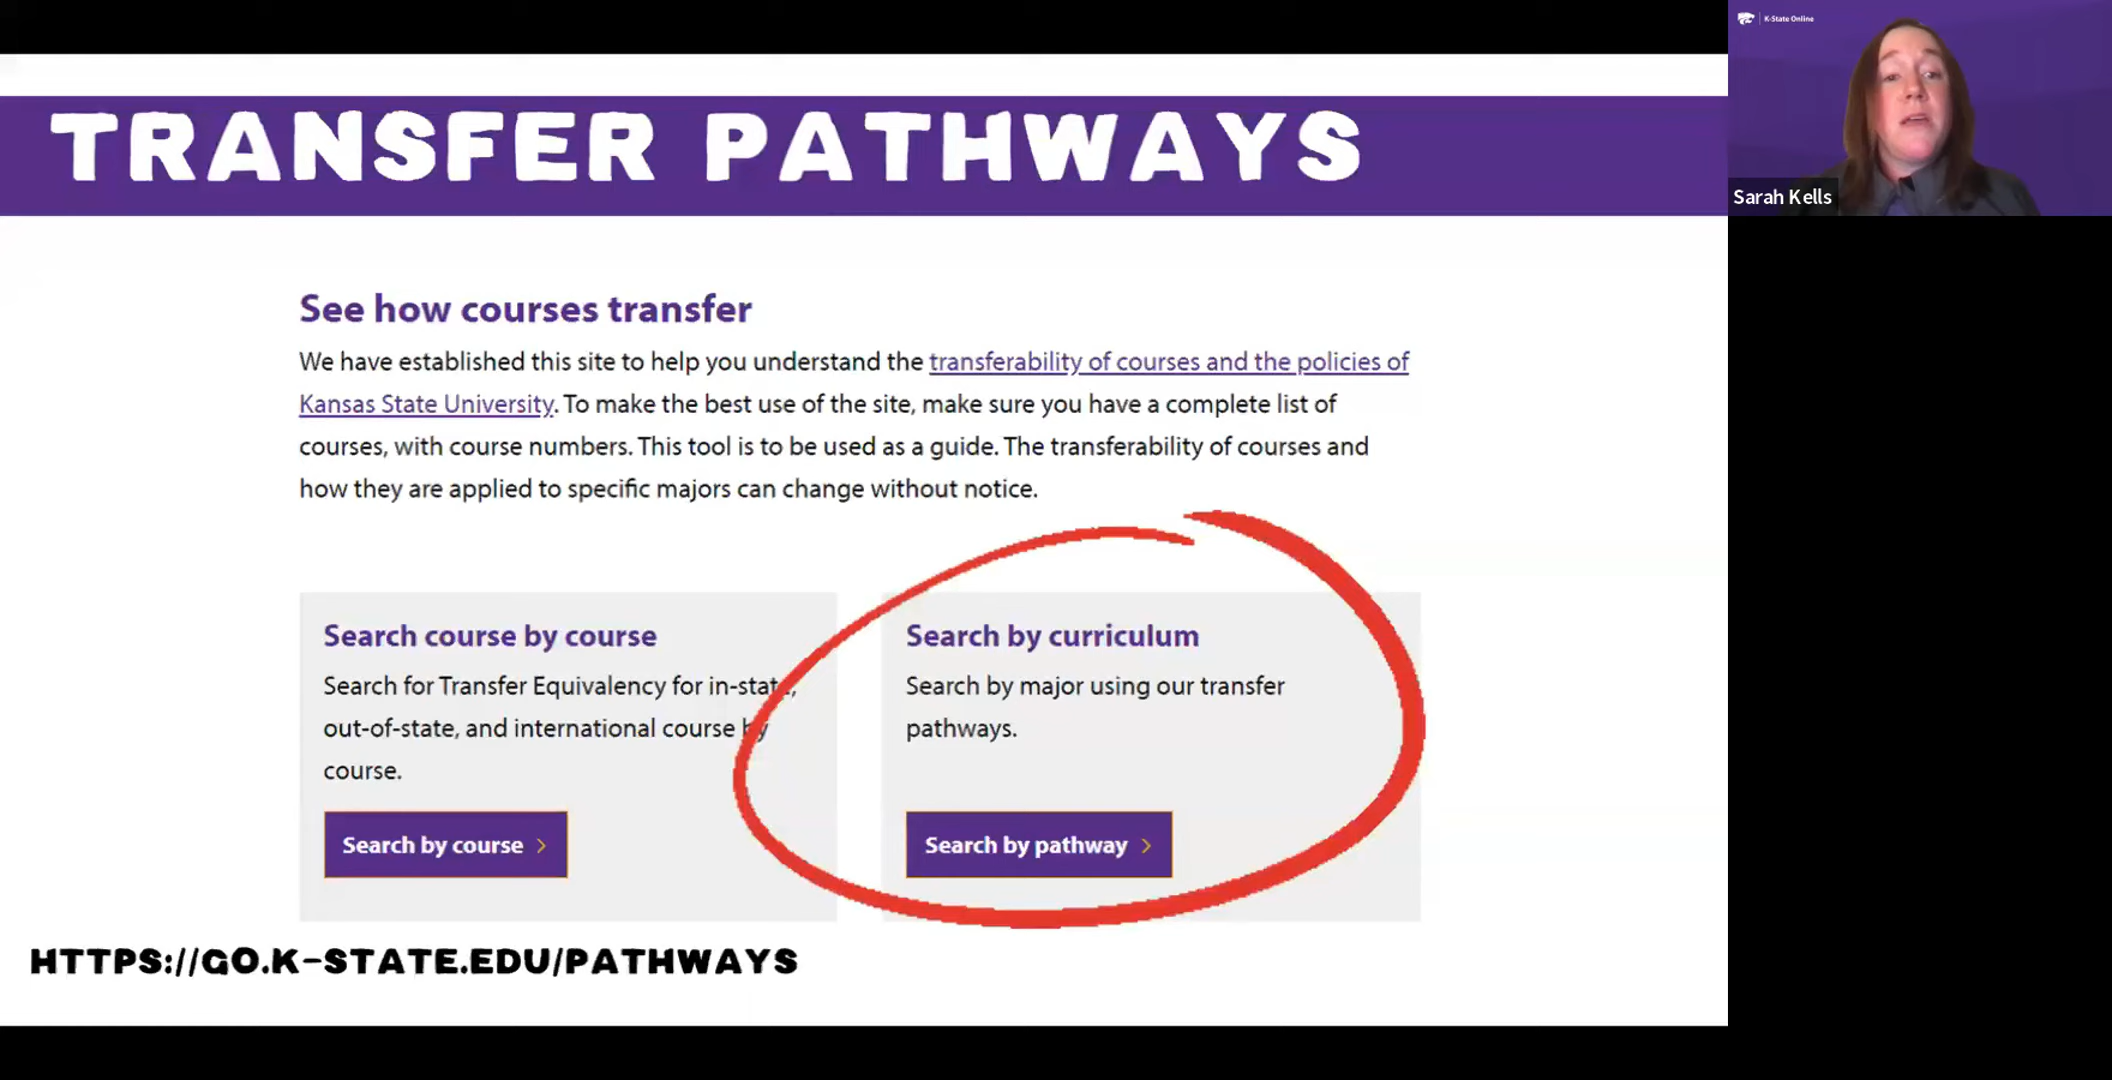 TRANSFER PATHWAYS
K-State Online
Sarah Kells
See how courses transfer
We have established this site to help you understand the transferability of courses and the policies of
Kansas State University. To make the best use of the site, make sure you have a complete list of
courses, with course numbers. This tool is to be used as a guide. The transferability of courses and
how they are applied to specific majors can change without notice.
Search course by course
Search for Transfer Equivalency for in-state,
out-of-state, and international course by
course.
Search by course
Search by curriculum
Search by major using our transfer
pathways.
Search by pathway
HTTPS://GO.K-STATE.EDU/PATHWAYS